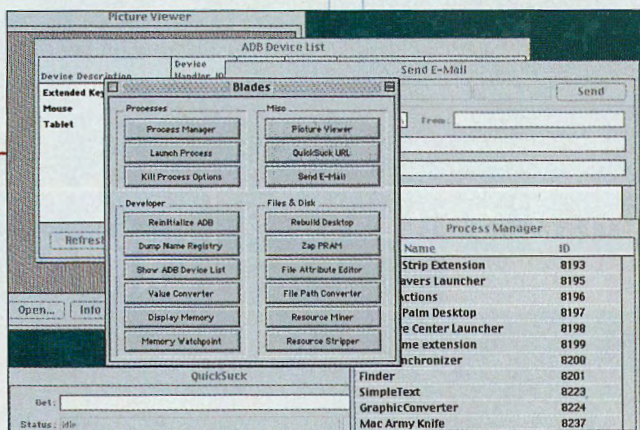 Picture Viewer
ADB Device List
Device Description
Device
Handler ID
Extended Key
Mouse
Tablet
Refresh
Open...
Info
Send E-Mail
Send
From:
Blades
Processes
Process Manager
Launch Process
Kill Process Options
Misc
Picture Viewer
QuickSuck URL
Send E-Mail
Developer
Reinitialize ADB
Dump Name Registry
Show ADB Device List
Value Converter
Display Memory
Memory Watchpoint
Files & Disk
Rebuild Desktop
Zap PRAM
File Attribute Editor
File Path Converter
Resource Miner
Resource Stripper
Process Manager
Name ID
Strip Extension 8193
avers Launcher 8195
ctions 8196
Palm Desktop 8197
e Center Launcher 8198
me extension 8199
nchronizer 8200
Finder 8201
SimpleText 8223
GraphicConverter 8224
Mac Army Knife 8237
QuickSuck
Get:
Status: Idle